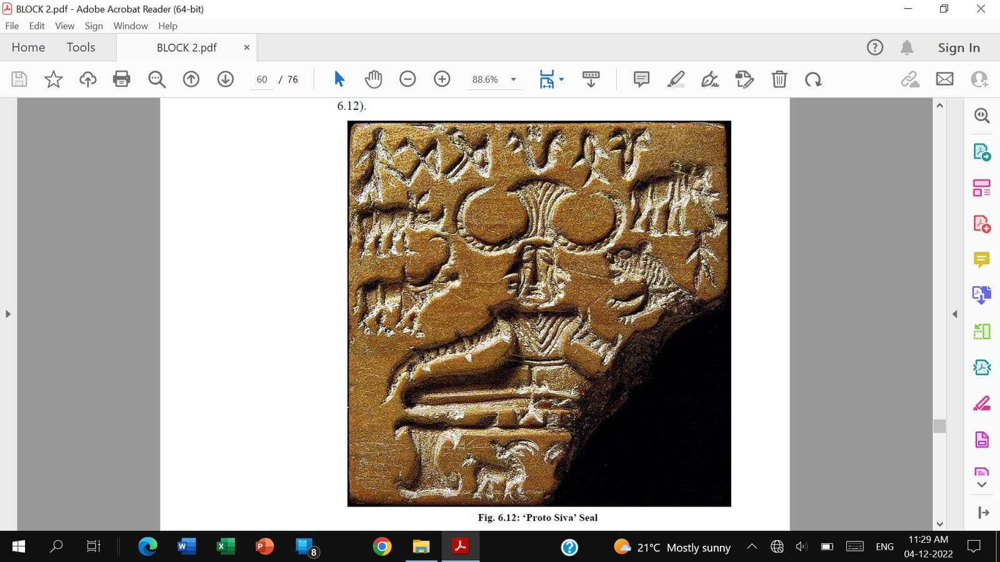 BLOCK 2.pdf - Adobe Acrobat Reader (64-bit)
File Edit View Sign Window Help
Home Tools BLOCK 2.pdf × Sign In
60 / 76 88.6%
6.12).
Fig. 6.12: ‘Proto Siva’ Seal
8 21°C Mostly sunny ENG 11:29 AM
04-12-2022